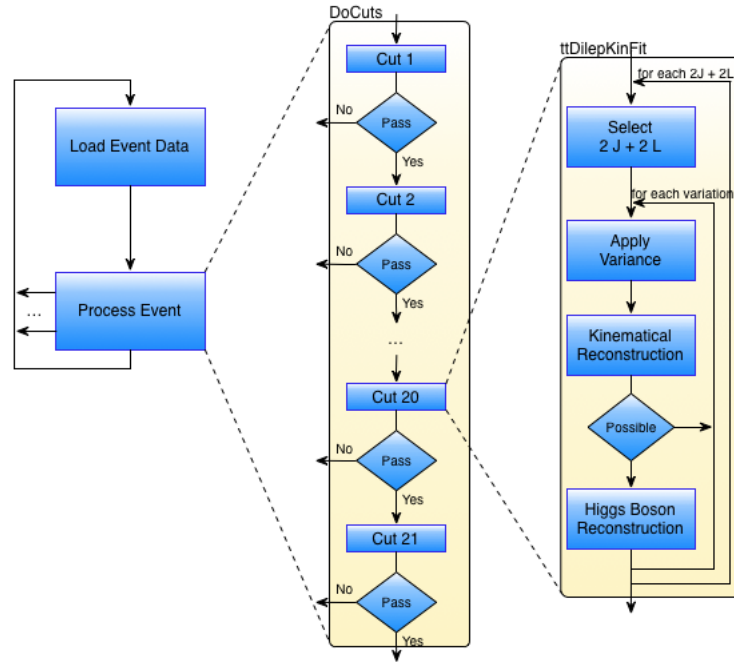 Load Event Data
Process Event
...
DoCuts
Cut 1
No
Pass
Yes
Cut 2
No
Pass
Yes
...
Cut 20
No
Pass
Yes
Cut 21
No
Pass
Yes
ttDilepKinFit
for each 2J + 2L
Select
2 J + 2 L
for each variation
Apply
Variance
Kinematical
Reconstruction
Possible
Higgs Boson
Reconstruction